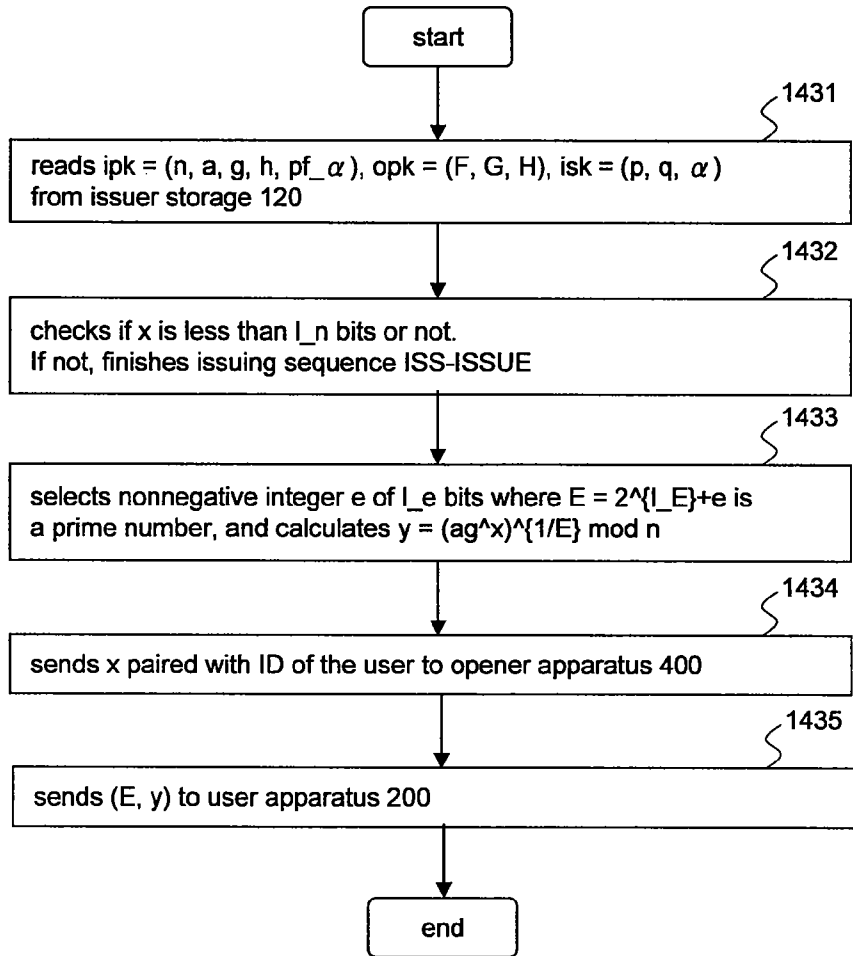 start
1431
reads ipk = (n, a, g, h, pf_α), opk = (F, G, H), isk = (p, q, α)
from issuer storage 120
1432
checks if x is less than l_n bits or not.
If not, finishes issuing sequence ISS-ISSUE
1433
selects nonnegative integer e of l_e bits where E = 2^{l_E}+e is
a prime number, and calculates y = (ag^x)^{1/E} mod n
1434
sends x paired with ID of the user to opener apparatus 400
1435
sends (E, y) to user apparatus 200
end